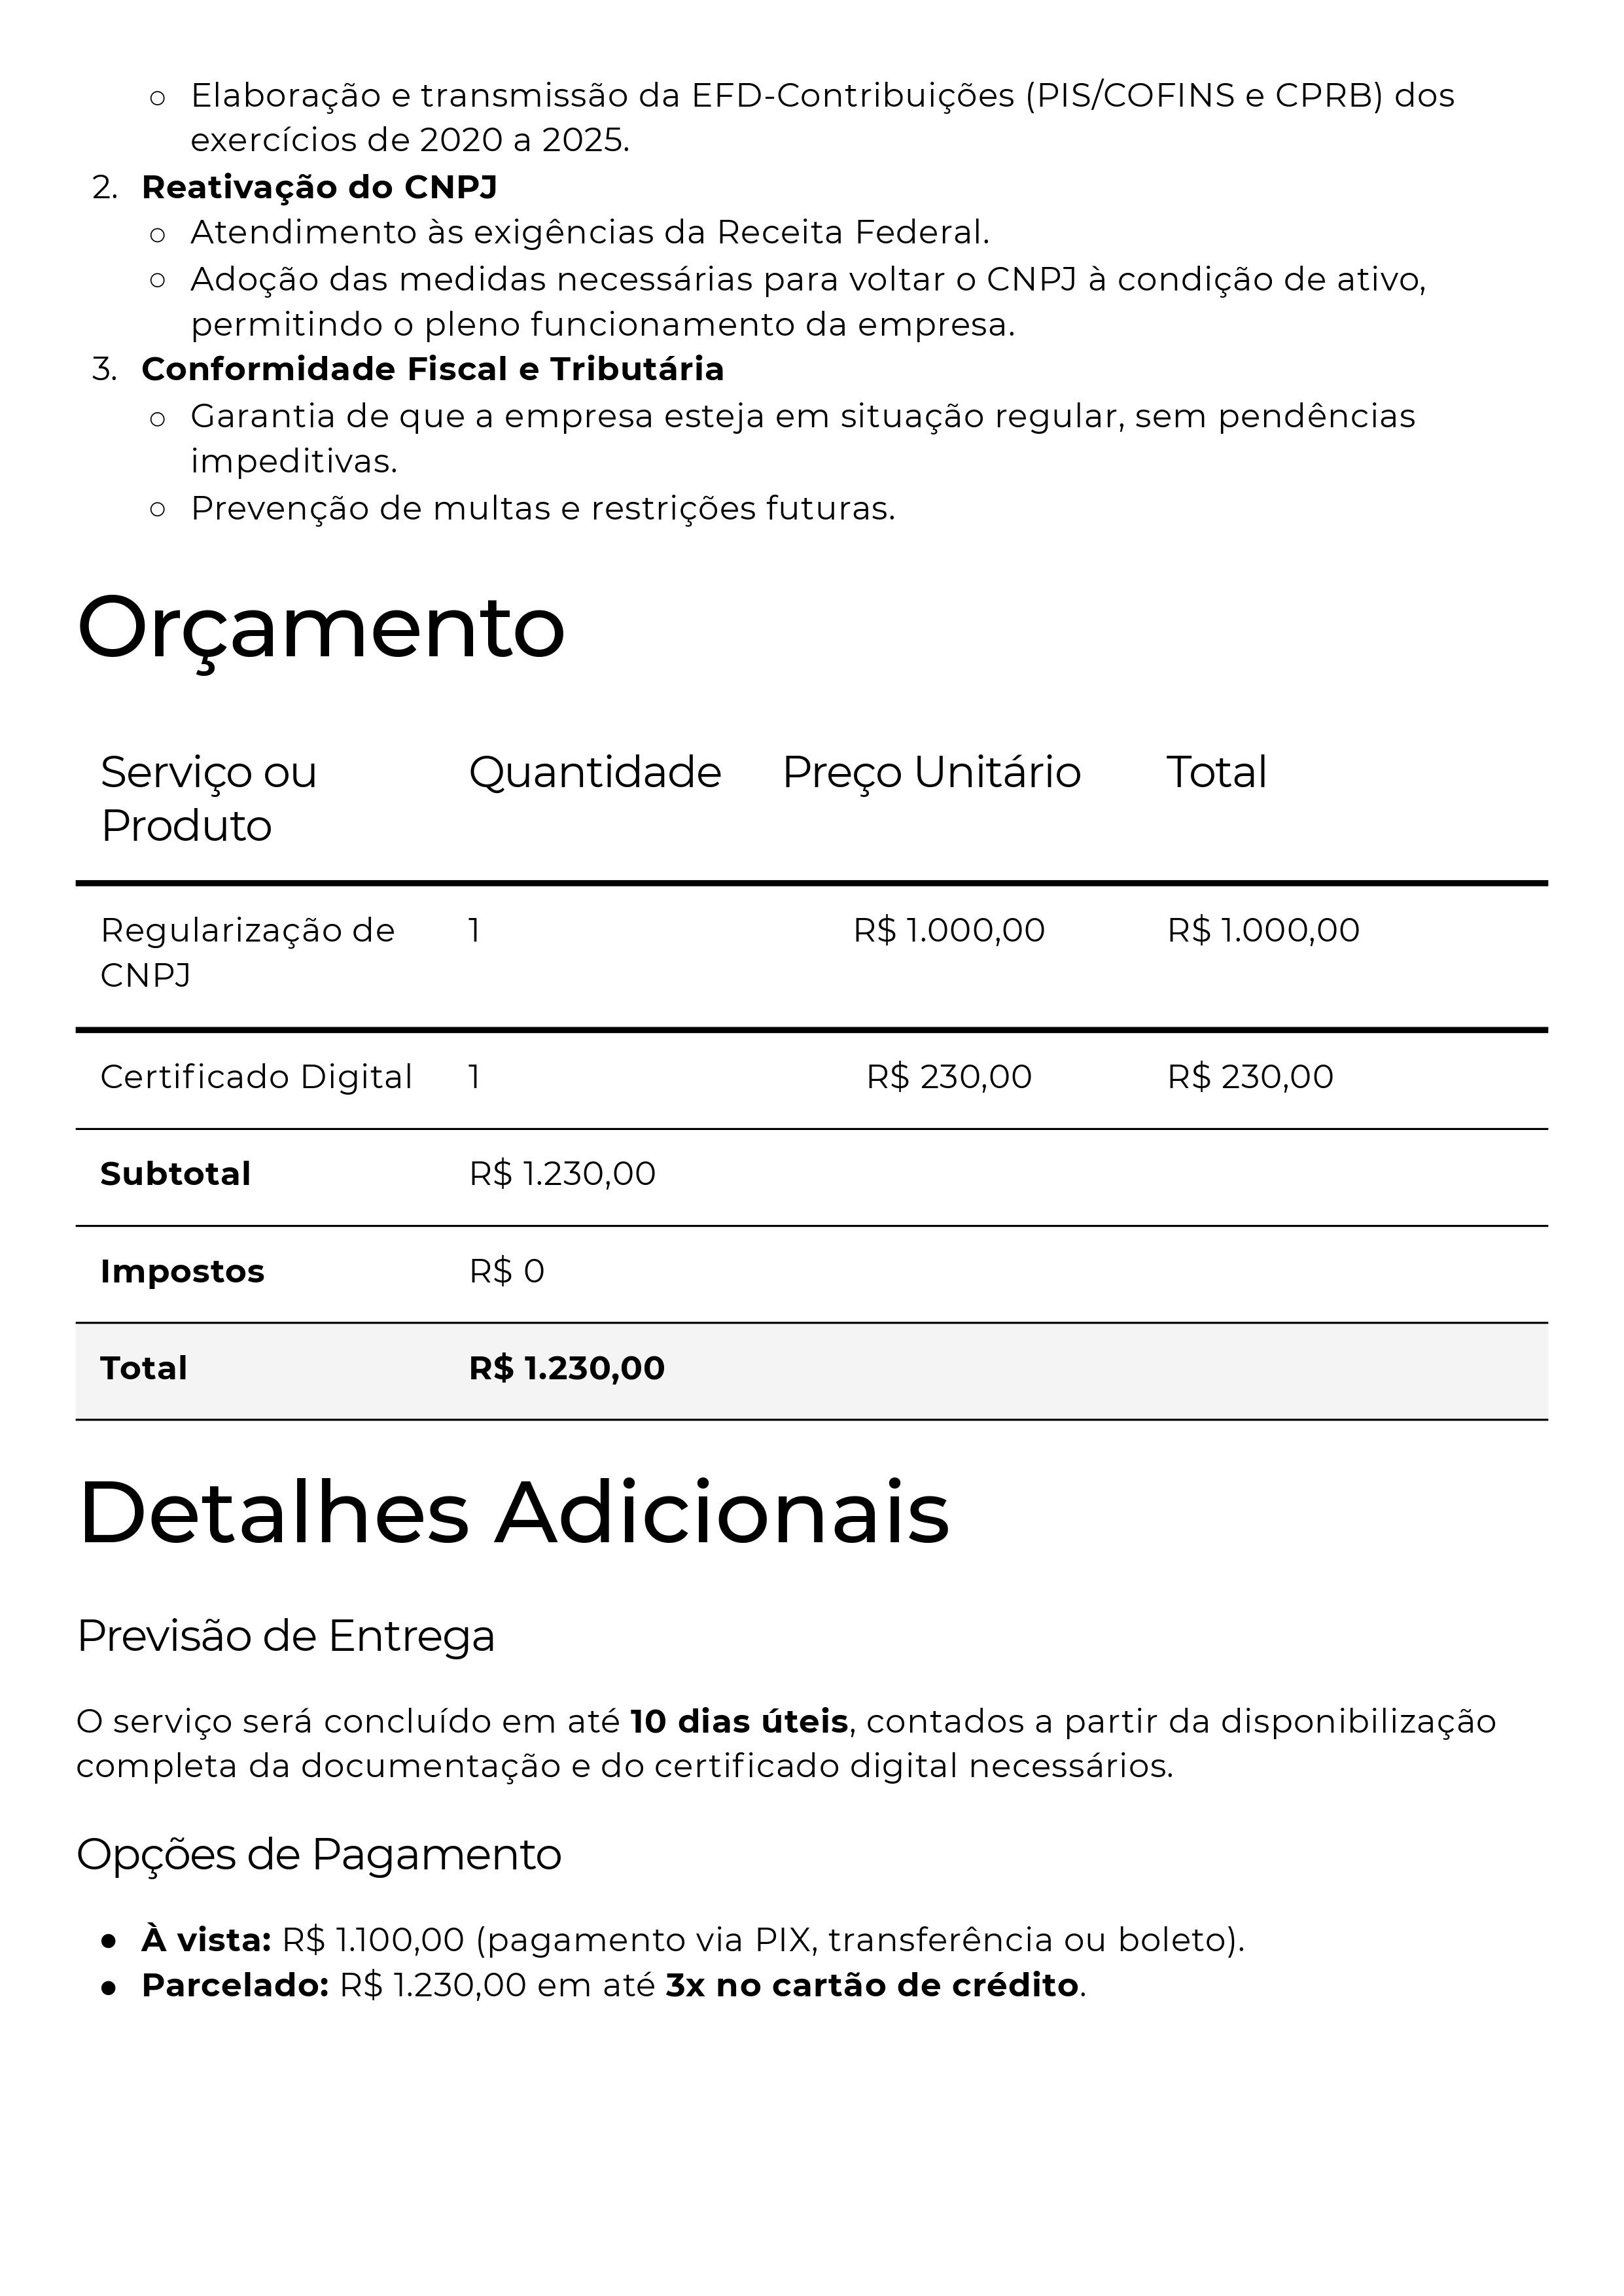 ○ Elaboração e transmissão da EFD-Contribuições (PIS/COFINS e CPRB) dos
exercícios de 2020 a 2025.
2. Reativação do CNPJ
○ Atendimento às exigências da Receita Federal.
○ Adoção das medidas necessárias para voltar o CNPJ à condição de ativo,
permitindo o pleno funcionamento da empresa.
3. Conformidade Fiscal e Tributária
○ Garantia de que a empresa esteja em situação regular, sem pendências
impeditivas.
○ Prevenção de multas e restrições futuras.
Orçamento
Serviço ou Quantidade Preço Unitário Total
Produto
Regularização de 1 R$ 1.000,00 R$ 1.000,00
CNPJ
Certificado Digital 1 R$ 230,00 R$ 230,00
Subtotal R$ 1.230,00
Impostos R$ 0
Total R$ 1.230,00
Detalhes Adicionais
Previsão de Entrega
O serviço será concluído em até 10 dias úteis, contados a partir da disponibilização
completa da documentação e do certificado digital necessários.
Opções de Pagamento
● À vista: R$ 1.100,00 (pagamento via PIX, transferência ou boleto).
● Parcelado: R$ 1.230,00 em até 3x no cartão de crédito.